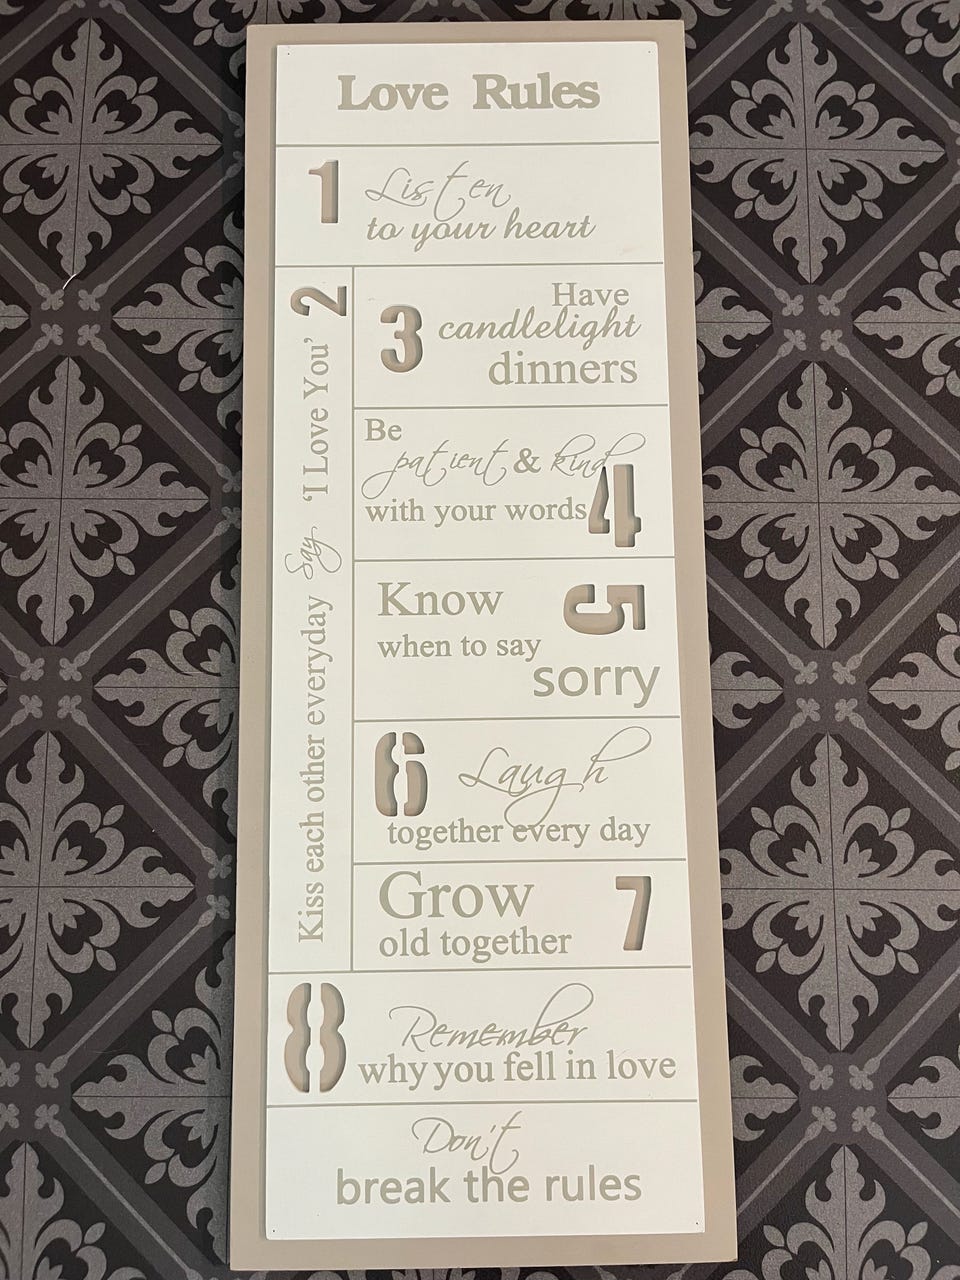 Love Rules
1
Listen
to your heart
2
Kiss each other everyday Say 'I Love You'
3
Have
candlelight
dinners
Be
patient & kind
with your words
4
Know
when to say
sorry
5
6
Laugh
together every day
Grow
old together
7
8
Remember
why you fell in love
Don't
break the rules